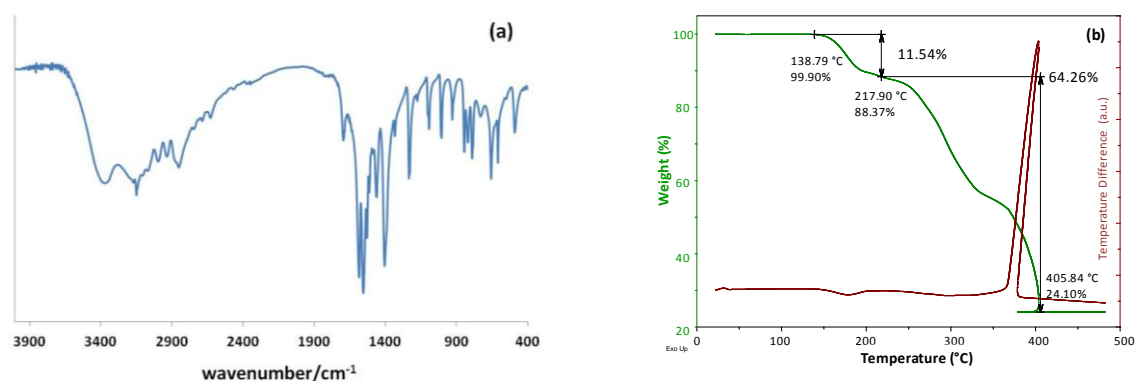 (a)
3900 3400 2900 2400 1900 1400 900 400
wavenumber/cm-1
(b)
100
80
60
40
20
Weight (%)
138.79 °C
99.90%
11.54%
217.90 °C
88.37%
64.26%
405.84 °C
24.10%
Temperature Difference (a.u.)
Exo Up
0 100 200 300 400 500
Temperature (°C)